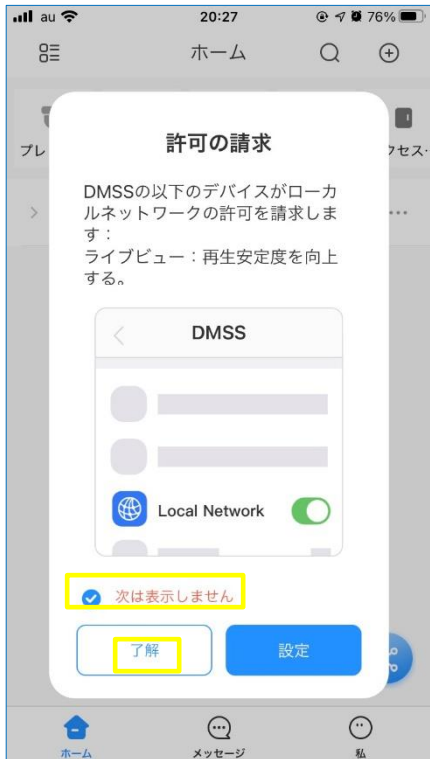 au 20:27 76%
ホーム
プレ
クセス·
許可の請求
DMSSの以下のデバイスがローカ
ルネットワークの許可を請求しま
す：
ライブビュー：再生安定度を向上
する。
DMSS
Local Network
次は表示しません
了解 設定
ホーム メッセージ 私